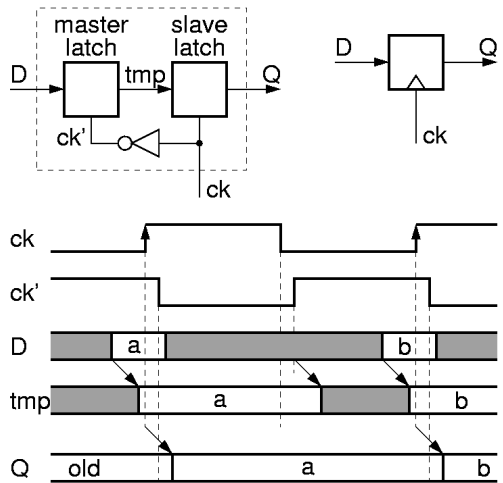 master latch
slave latch
D
tmp
Q
ck'
ck
D
Q
ck
ck
ck'
D a b
tmp a b
Q old a b